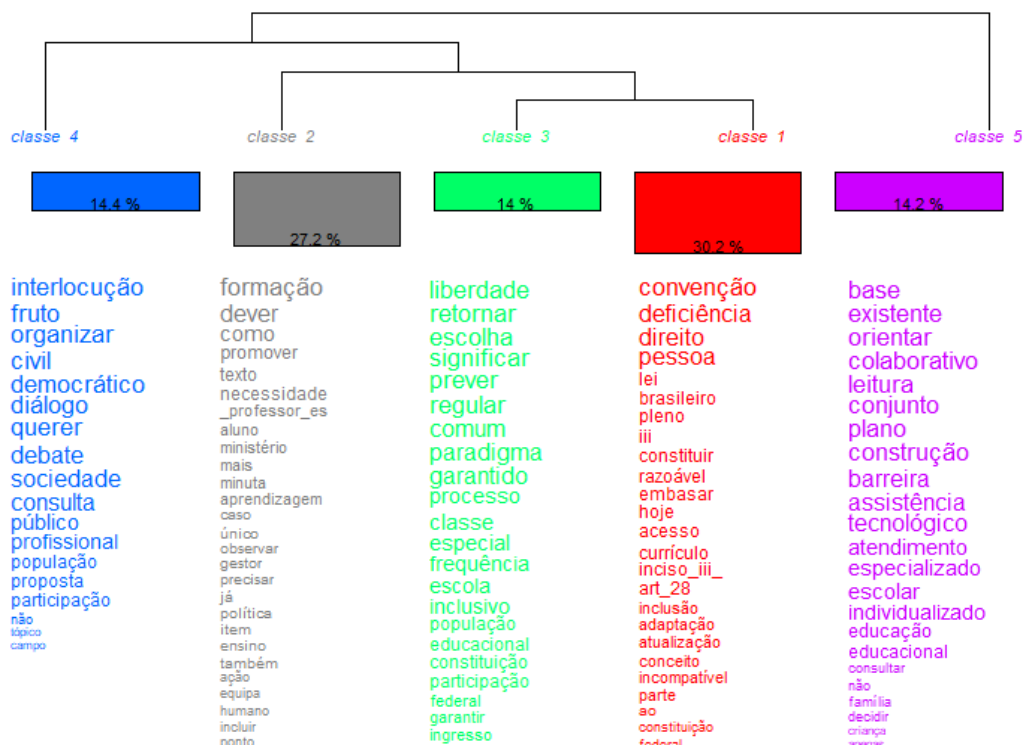 classe 4
classe 2
classe 3
classe 1
classe 5
14.4 %
27.2 %
14 %
30.2 %
14.2 %
interlocução
fruto
organizar
civil
democrático
diálogo
querer
debate
sociedade
consulta
público
profissional
população
proposta
participação
não
tópico
campo
formação
dever
como
promover
texto
necessidade
_professor_es
aluno
ministério
mais
minuta
aprendizagem
caso
único
observar
gestor
precisar
já
política
item
ensino
também
ação
equipa
humano
incluir
ponto
liberdade
retornar
escolha
significar
prever
regular
comum
paradigma
garantido
processo
classe
especial
frequência
escola
inclusivo
população
educacional
constituição
participação
federal
garantir
ingresso
convenção
deficiência
direito
pessoa
lei
brasileiro
pleno
iii
constituir
razoável
embasar
hoje
acesso
currículo
inciso_iii_
art_28
inclusão
adaptação
atualização
conceito
incompatível
parte
ao
constituição
federal
base
existente
orientar
colaborativo
leitura
conjunto
plano
construção
barreira
assistência
tecnológico
atendimento
especializado
escolar
individualizado
educação
educacional
consultar
não
família
decidir
criança